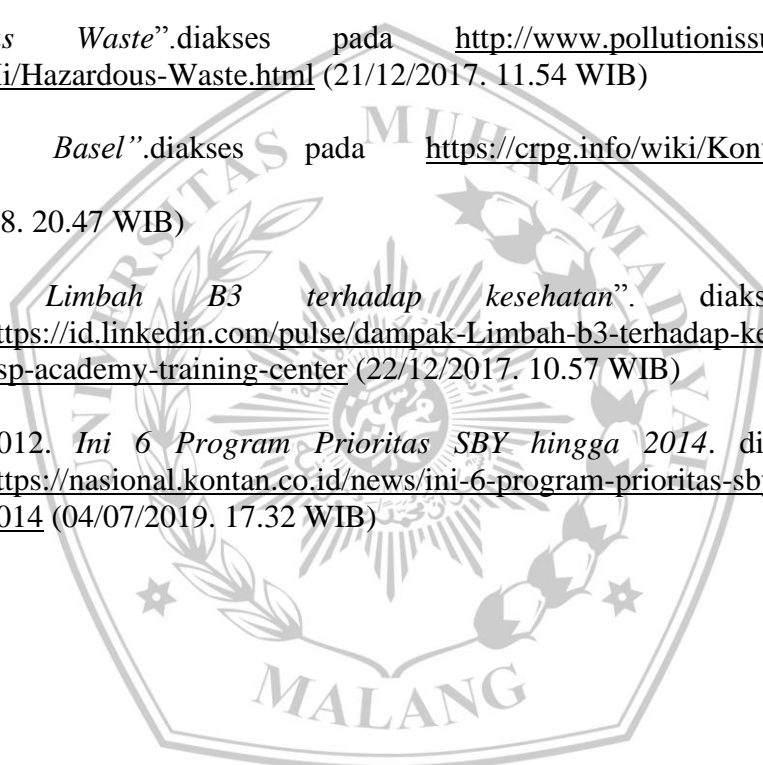 as Waste”.diakses pada http://www.pollutionissu
Ii/Hazardous-Waste.html (21/12/2017. 11.54 WIB)
Basel”.diakses pada https://crpg.info/wiki/Kon
8. 20.47 WIB)
Limbah B3 terhadap kesehatan”. diaks
ttps://id.linkedin.com/pulse/dampak-Limbah-b3-terhadap-ke
sp-academy-training-center (22/12/2017. 10.57 WIB)
012. Ini 6 Program Prioritas SBY hingga 2014. di
ttps://nasional.kontan.co.id/news/ini-6-program-prioritas-sby
014 (04/07/2019. 17.32 WIB)
UNIVERSITAS MUHAMMADIYAH
MALANG